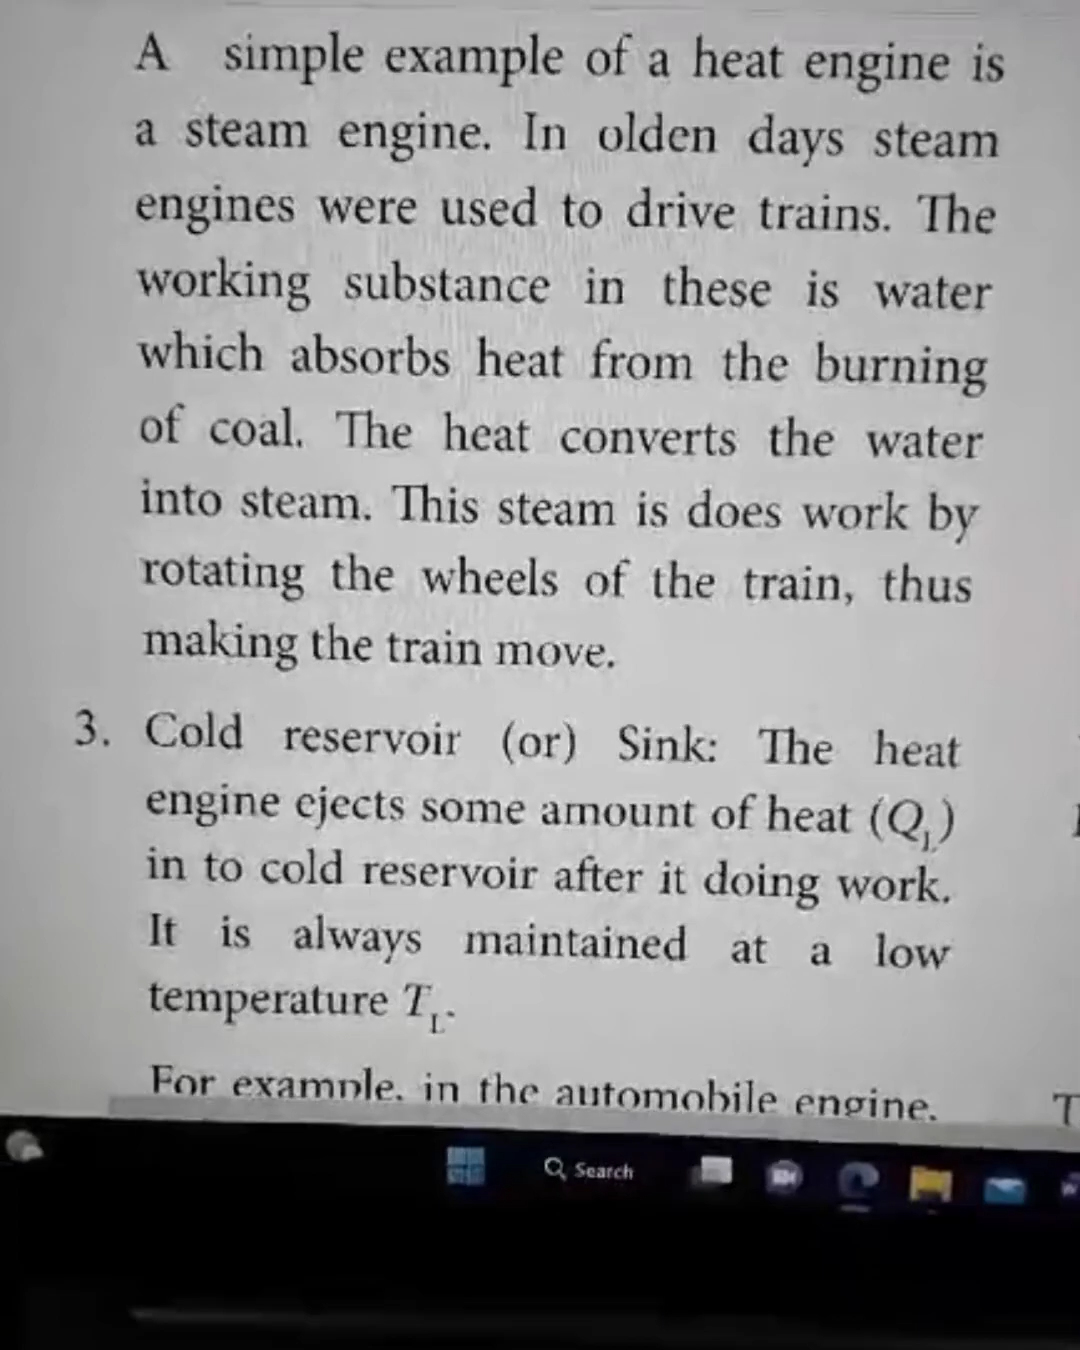 A simple example of a heat engine is
a steam engine. In olden days steam
engines were used to drive trains. The
working substance in these is water
which absorbs heat from the burning
of coal. The heat converts the water
into steam. This steam is does work by
rotating the wheels of the train, thus
making the train move.
3. Cold reservoir (or) Sink: The heat
engine ejects some amount of heat (Q_L)
in to cold reservoir after it doing work.
It is always maintained at a low
temperature T_L.
For example, in the automobile engine,
Search